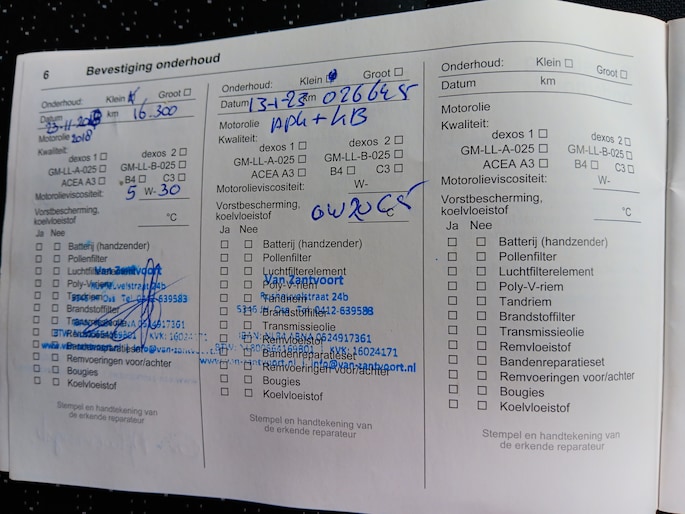 6 Bevestiging onderhoud
Onderhoud: Klein Groot
Datum 23-11-2018 km 16.300
Motorolie 2018
Kwaliteit:
dexos 1 dexos 2
GM-LL-A-025 GM-LL-B-025
ACEA A3 B4 C3
Motorolieviscositeit: 5 W-30
Vorstbescherming,
koelvloeistof °C
Ja Nee
Batterij (handzender)
Pollenfilter
Luchtfilterelement
Van Zantvoort
Poly-V-riem
Tandriem
Brandstoffilter
Remvoeringen voor/achter
Bougies
Koelvloeistof
Stempel en handtekening van
de erkende reparateur
Onderhoud: Klein Groot
Datum 13-1-23 km 026645
Motorolie
Kwaliteit:
dexos 1 dexos 2
GM-LL-A-025 GM-LL-B-025
ACEA A3 B4 C3
Motorolieviscositeit: W-
Vorstbescherming,
koelvloeistof °C
Ja Nee
Batterij (handzender)
Pollenfilter
Luchtfilterelement
Van Zantvoort
Poly-V-riem
Tandriem
Brandstoffilter
Transmissieolie
Remvloeistof
KVK: 16024171
Bandenreparatieset
info@van-zantvoort.nl
Remvoeringen voor/achter
Bougies
Koelvloeistof
Stempel en handtekening van
de erkende reparateur
Onderhoud: Klein Groot
Datum km
Motorolie
Kwaliteit:
dexos 1 dexos 2
GM-LL-A-025 GM-LL-B-025
ACEA A3 B4 C3
Motorolieviscositeit: W-
Vorstbescherming,
koelvloeistof °C
Ja Nee
Batterij (handzender)
Pollenfilter
Luchtfilterelement
Poly-V-riem
Tandriem
Brandstoffilter
Transmissieolie
Remvloeistof
Bandenreparatieset
Remvoeringen voor/achter
Bougies
Koelvloeistof
Stempel en handtekening van
de erkende reparateur